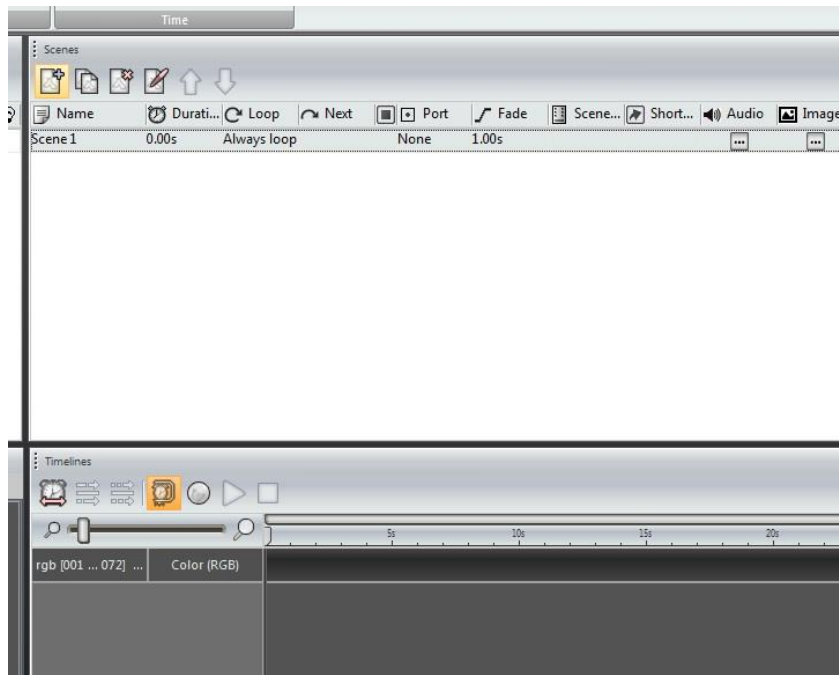 Time
Scenes
Name Durati... Loop Next Port Fade Scene... Short... Audio Image
Scene 1 0.00s Always loop None 1.00s ... ...
Timelines
5s 10s 15s 20s
rgb [001 ... 072] ... Color (RGB)